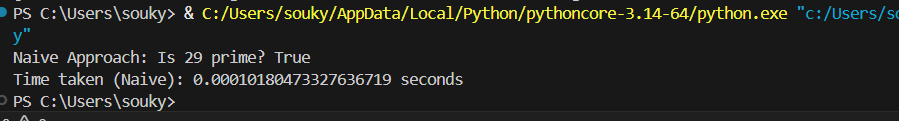 PS C:\Users\souky> & C:/Users/souky/AppData/Local/Python/pythoncore-3.14-64/python.exe "c:/Users/so
y"
Naive Approach: Is 29 prime? True
Time taken (Naive): 0.00010180473327636719 seconds
PS C:\Users\souky>